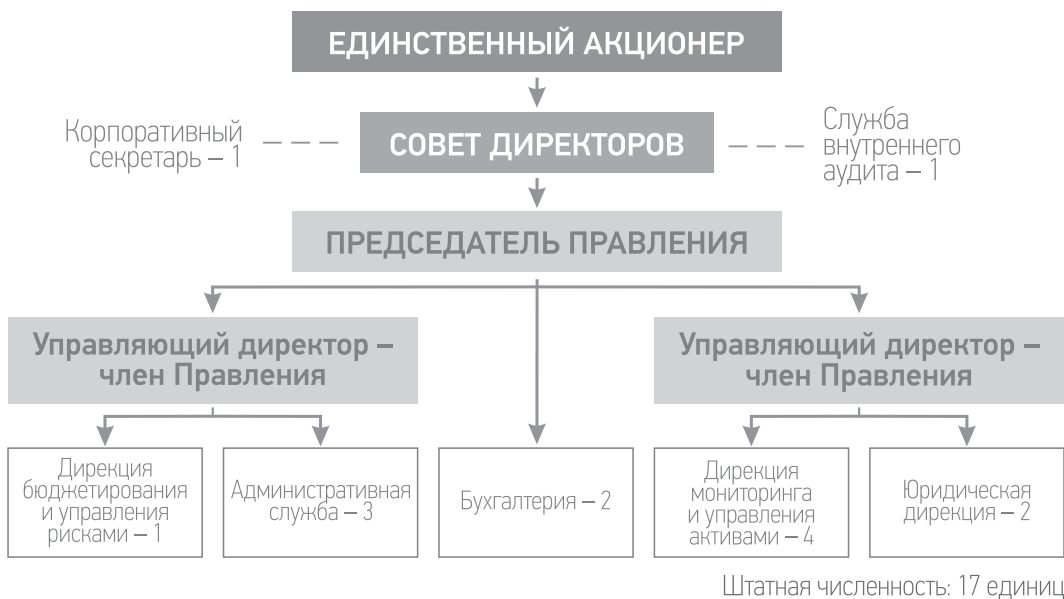 ЕДИНСТВЕННЫЙ АКЦИОНЕР
Корпоративный
секретарь – 1
СОВЕТ ДИРЕКТОРОВ
Служба
внутреннего
аудита – 1
ПРЕДСЕДАТЕЛЬ ПРАВЛЕНИЯ
Управляющий директор –
член Правления
Управляющий директор –
член Правления
Дирекция
бюджетирования
и управления
рисками – 1
Административная
служба – 3
Бухгалтерия – 2
Дирекция
мониторинга
и управления
активами – 4
Юридическая
дирекция – 2
Штатная численность: 17 единиц